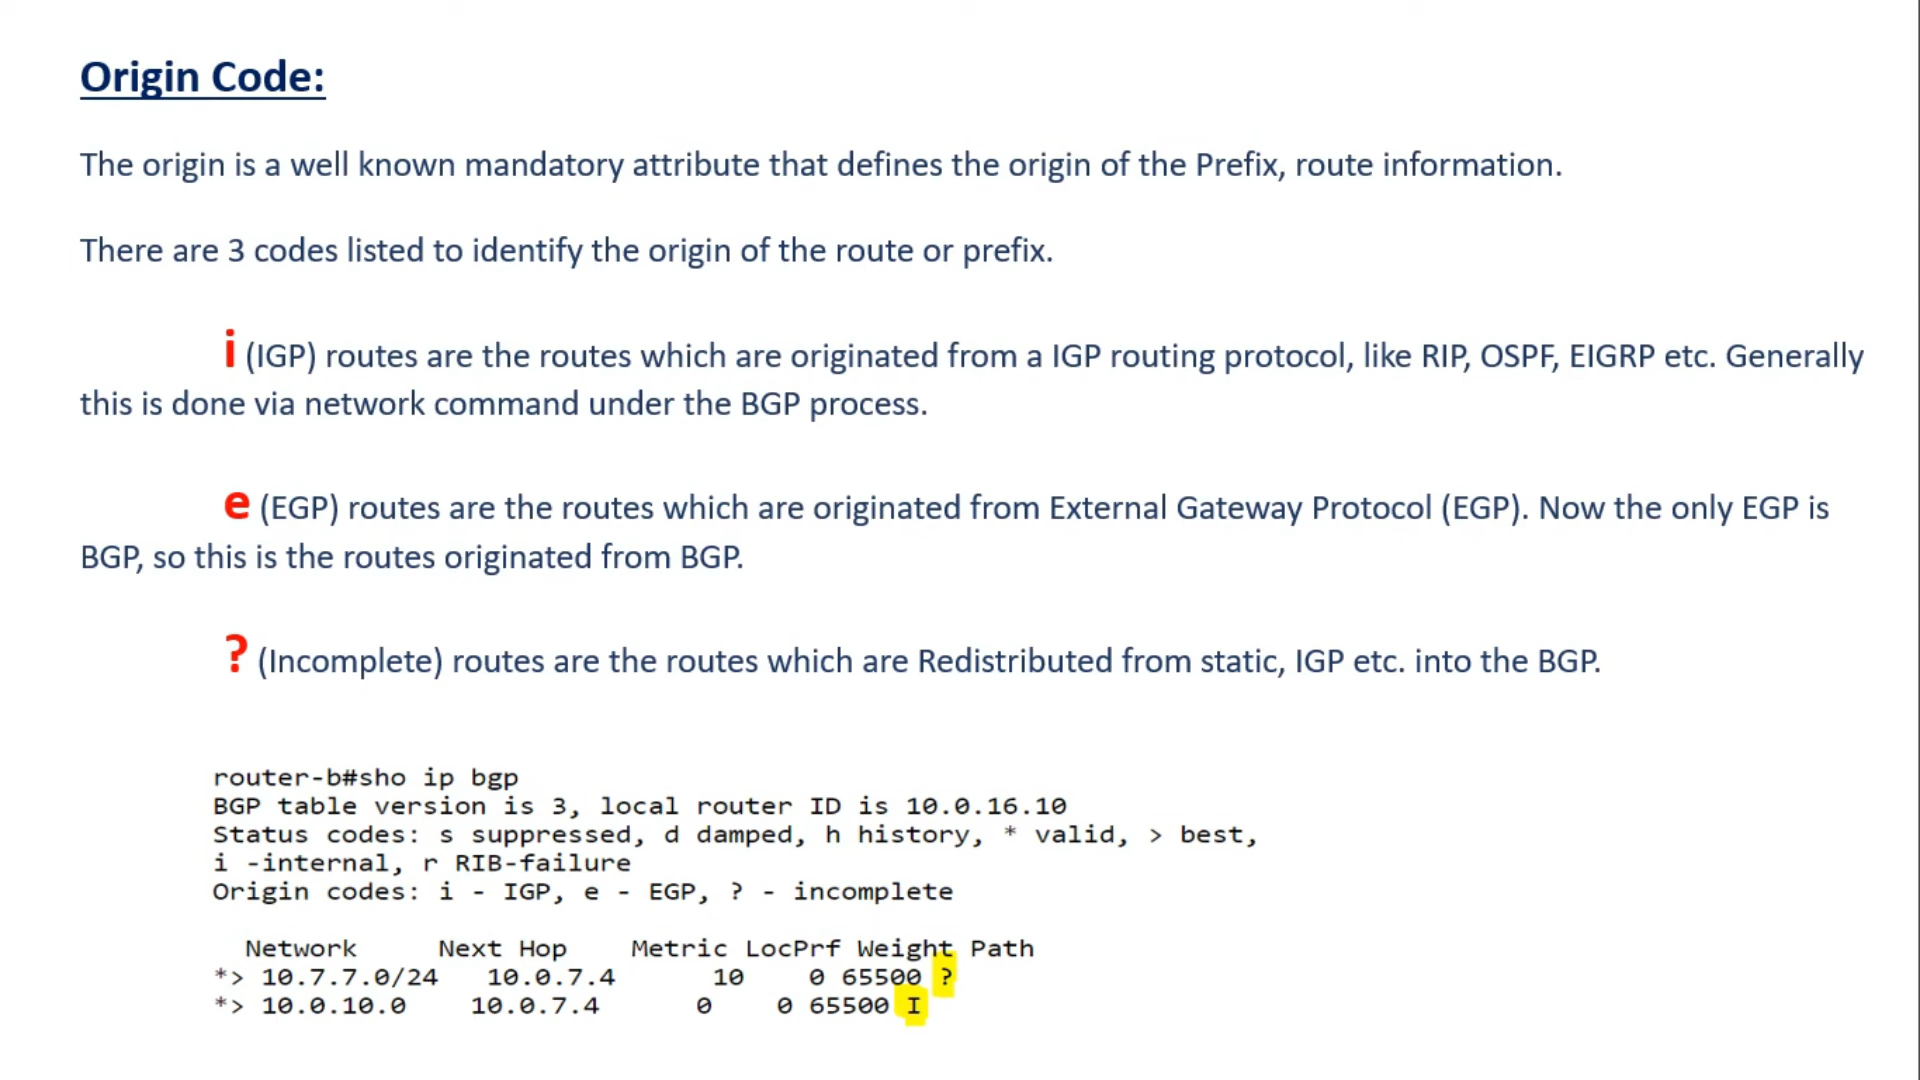 Origin Code:
The origin is a well known mandatory attribute that defines the origin of the Prefix, route information.
There are 3 codes listed to identify the origin of the route or prefix.
i (IGP) routes are the routes which are originated from a IGP routing protocol, like RIP, OSPF, EIGRP etc. Generally
this is done via network command under the BGP process.
e (EGP) routes are the routes which are originated from External Gateway Protocol (EGP). Now the only EGP is
BGP, so this is the routes originated from BGP.
? (Incomplete) routes are the routes which are Redistributed from static, IGP etc. into the BGP.
router-b#sho ip bgp
BGP table version is 3, local router ID is 10.0.16.10
Status codes: s suppressed, d damped, h history, * valid, > best,
i -internal, r RIB-failure
Origin codes: i - IGP, e - EGP, ? - incomplete
Network Next Hop Metric LocPrf Weight Path
*> 10.7.7.0/24 10.0.7.4 10 0 65500 ?
*> 10.0.10.0 10.0.7.4 0 0 65500 I